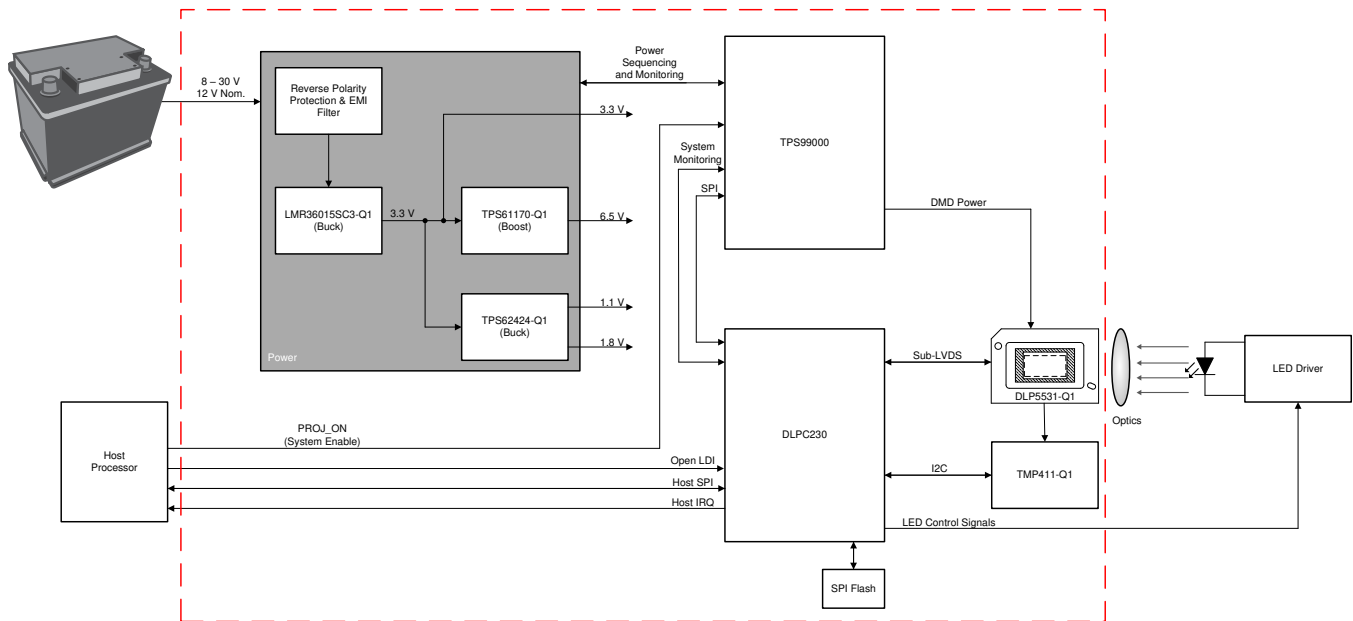 8 – 30 V
12 V Nom.
Reverse Polarity
Protection & EMI
Filter
LMR36015SC3-Q1
(Buck)
3.3 V
3.3 V
TPS61170-Q1
(Boost)
6.5 V
TPS62424-Q1
(Buck)
1.1 V
1.8 V
Power
Power
Sequencing
and Monitoring
System
Monitoring
SPI
TPS99000
DMD Power
DLPC230
Sub-LVDS
DLP5531-Q1
Optics
LED Driver
I2C
TMP411-Q1
LED Control Signals
SPI Flash
Host
Processor
PROJ_ON
(System Enable)
Open LDI
Host SPI
Host IRQ